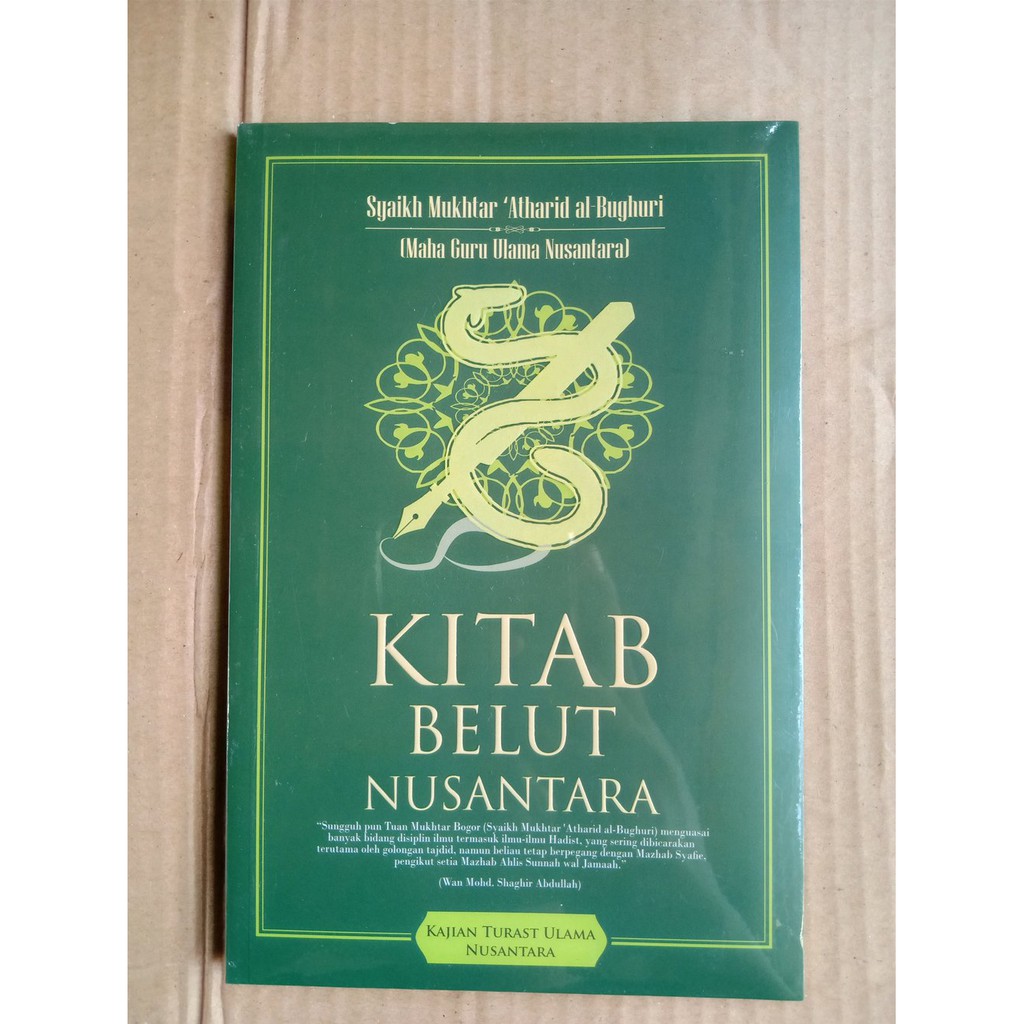 Syaikh Mukhtar ‘Atharid al-Bughuri
(Maha Guru Ulama Nusantara)
KITAB
BELUT
NUSANTARA
“Sungguh pun Tuan Mukhtar Bogor (Syaikh Mukhtar 'Atharid al-Bughuri) menguasai
banyak bidang disiplin ilmu termasuk ilmu-ilmu Hadist, yang sering dibicarakan
terutama oleh golongan tajdid, namun beliau tetap berpegang dengan Mazhab Syafie,
pengikut setia Mazhab Ahlis Sunnah wal Jamaah.”
(Wan Mohd. Shaghir Abdullah)
KAJIAN TURAST ULAMA
NUSANTARA